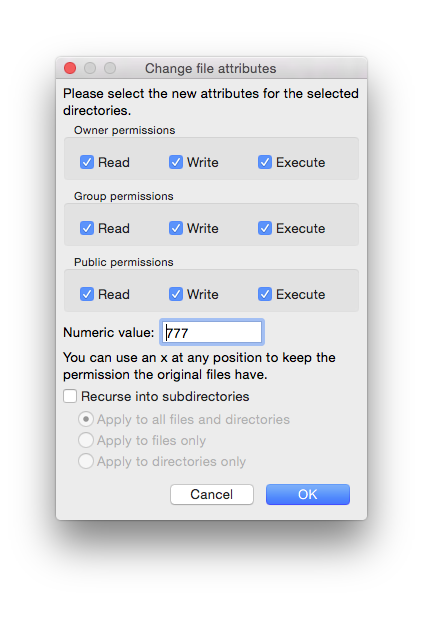 Change file attributes
Please select the new attributes for the selected
directories.
Owner permissions
Read Write Execute
Group permissions
Read Write Execute
Public permissions
Read Write Execute
Numeric value: 777
You can use an x at any position to keep the
permission the original files have.
Recurse into subdirectories
Apply to all files and directories
Apply to files only
Apply to directories only
Cancel OK